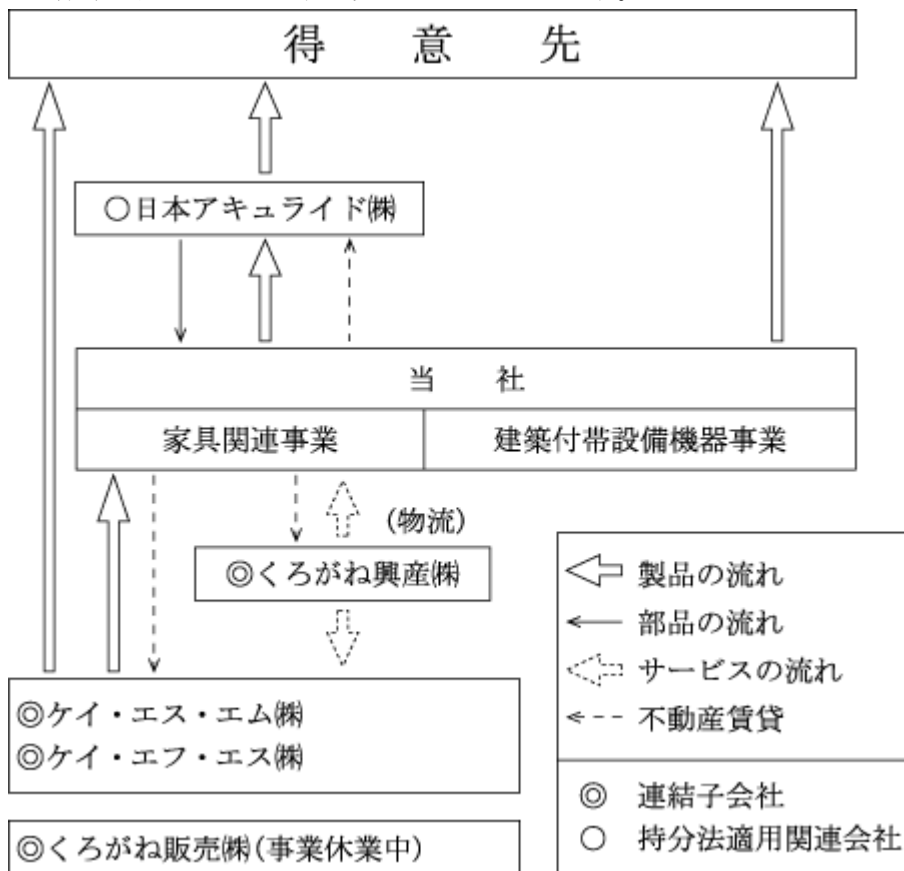 得意先
○日本アキュライド㈱
当社
家具関連事業
建築付帯設備機器事業
(物流)
◎くろがね興産㈱
◎ケイ・エス・エム㈱
◎ケイ・エフ・エス㈱
◎くろがね販売㈱(事業休業中)
製品の流れ
部品の流れ
サービスの流れ
不動産賃貸
◎ 連結子会社
○ 持分法適用関連会社